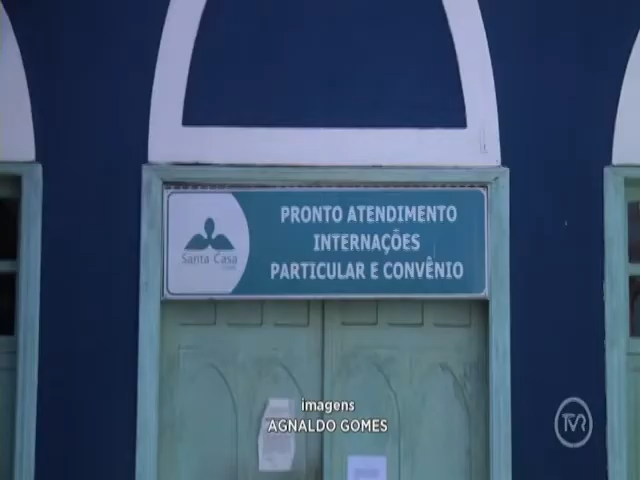 PRONTO ATENDIMENTO
INTERNAÇÕES
PARTICULAR E CONVÊNIO
Santa Casa
imagens
AGNALDO GOMES
TVR